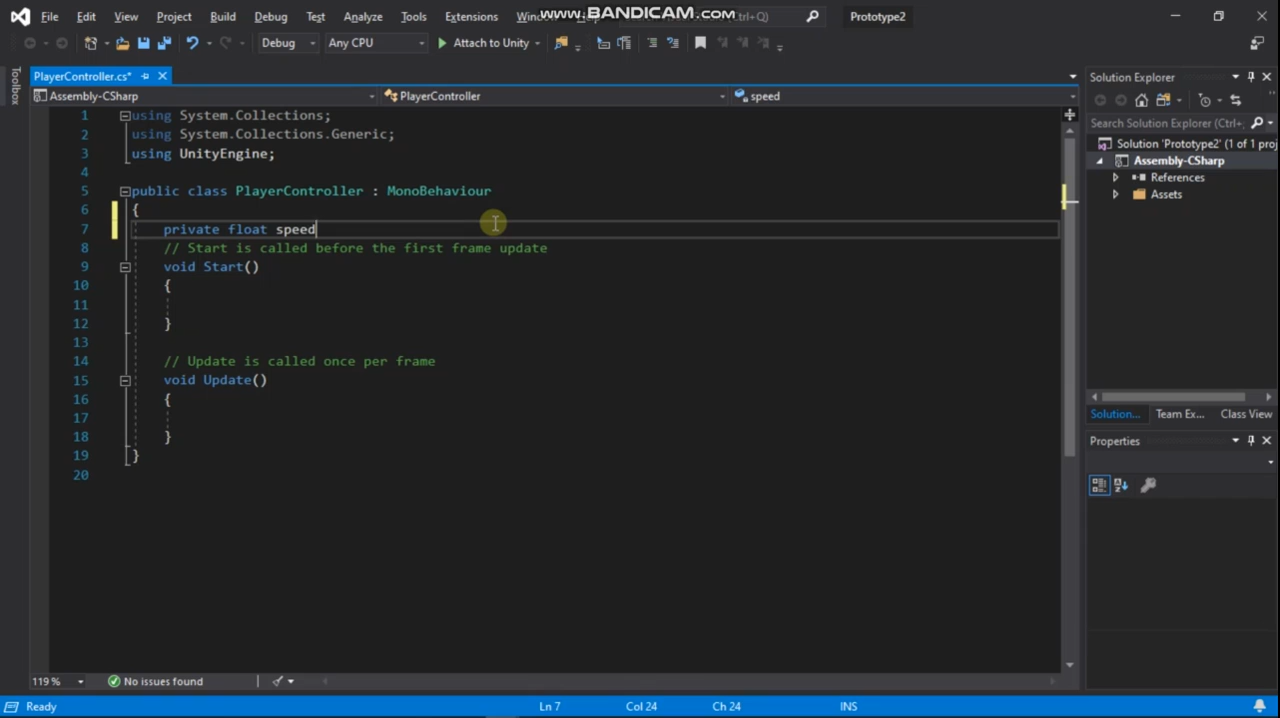 www.BANDICAM.com
File Edit View Project Build Debug Test Analyze Tools Extensions Prototype2
Debug Any CPU Attach to Unity
Toolbox
PlayerController.cs*
Assembly-CSharp PlayerController speed
1 using System.Collections;
2 using System.Collections.Generic;
3 using UnityEngine;
4
5 public class PlayerController : MonoBehaviour
6 {
7 private float speed
8 // Start is called before the first frame update
9 void Start()
10 {
11
12 }
13
14 // Update is called once per frame
15 void Update()
16 {
17
18 }
19 }
20
119 % No issues found
Ready Ln 7 Col 24 Ch 24 INS
Solution Explorer
Search Solution Explorer (Ctrl+;
Solution 'Prototype2' (1 of 1 proj
Assembly-CSharp
References
Assets
Solution... Team Ex... Class View
Properties